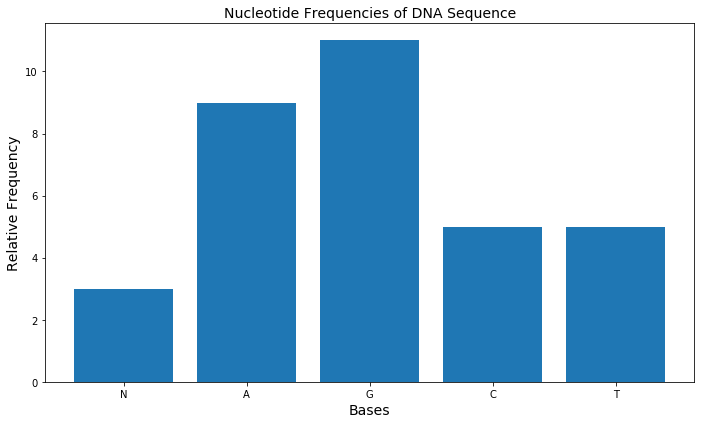 Nucleotide Frequencies of DNA Sequence
Relative Frequency
10
8
6
4
2
0
N A G C T
Bases